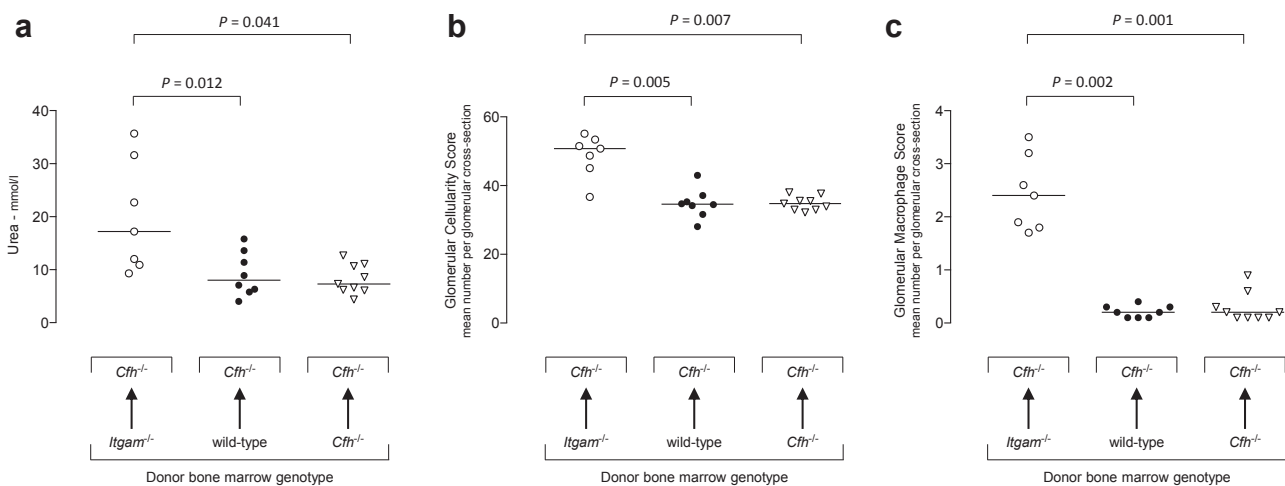 a
P = 0.041
P = 0.012
Urea - mmol/l
40
30
20
10
0
Cfh-/-
Cfh-/-
Cfh-/-
Itgam-/-
wild-type
Cfh-/-
Donor bone marrow genotype
b
P = 0.007
P = 0.005
Glomerular Cellularity Score
mean number per glomerular cross-section
60
40
20
0
Cfh-/-
Cfh-/-
Cfh-/-
Itgam-/-
wild-type
Cfh-/-
Donor bone marrow genotype
c
P = 0.001
P = 0.002
Glomerular Macrophage Score
mean number per glomerular cross-section
4
3
2
1
0
Cfh-/-
Cfh-/-
Cfh-/-
Itgam-/-
wild-type
Cfh-/-
Donor bone marrow genotype